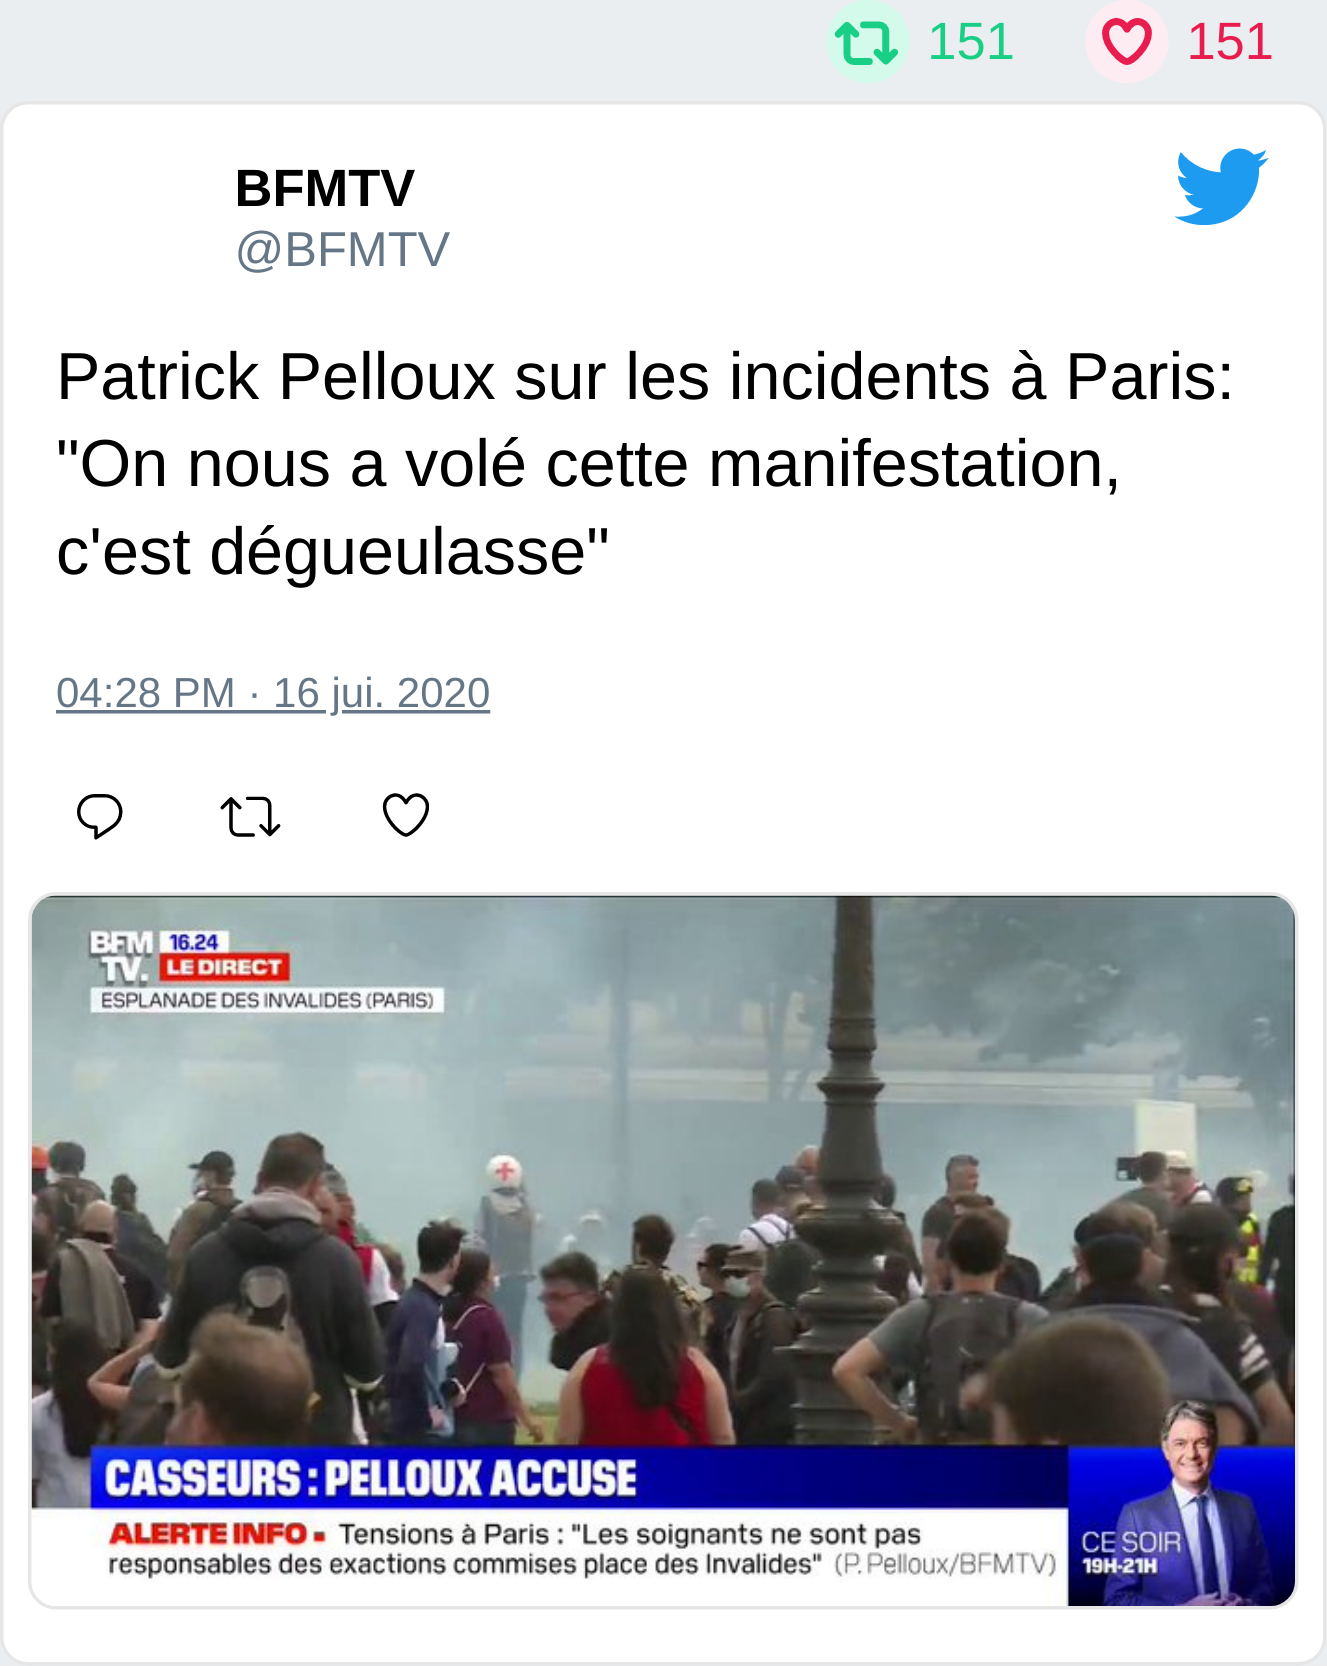 151 151
BFMTV
@BFMTV
Patrick Pelloux sur les incidents à Paris:
"On nous a volé cette manifestation,
c'est dégueulasse"
04:28 PM · 16 jui. 2020
BFM TV. 16.24
LE DIRECT
ESPLANADE DES INVALIDES (PARIS)
CASSEURS : PELLOUX ACCUSE
ALERTE INFO ▪ Tensions à Paris : "Les soignants ne sont pas
responsables des exactions commises place des Invalides" (P. Pelloux/BFMTV)
CE SOIR
19H-21H